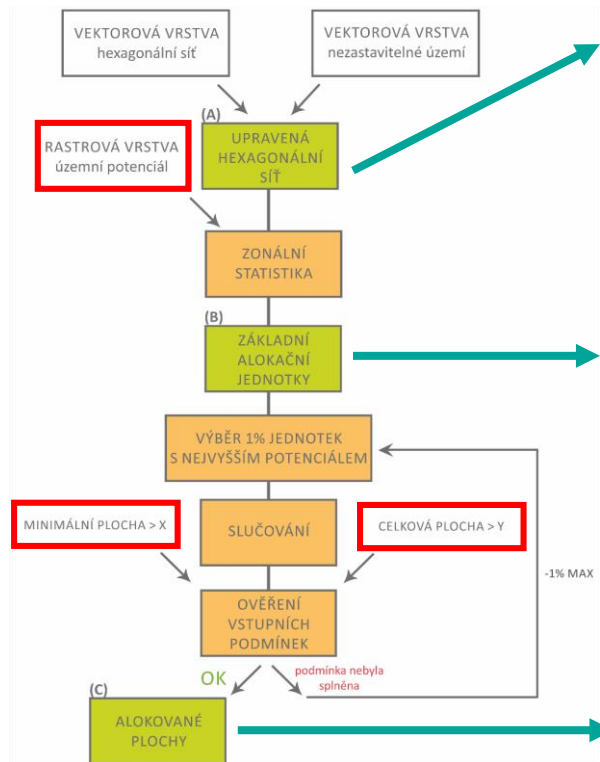 VEKTOROVÁ VRSTVA
hexagonální síť
VEKTOROVÁ VRSTVA
nezastavitelné území
(A)
UPRAVENÁ
HEXAGONÁLNÍ
SÍŤ
RASTROVÁ VRSTVA
územní potenciál
ZONÁLNÍ
STATISTIKA
(B)
ZÁKLADNÍ
ALOKAČNÍ
JEDNOTKY
VÝBĚR 1% JEDNOTEK
S NEJVYŠŠÍM POTENCIÁLEM
MINIMÁLNÍ PLOCHA > X
SLUČOVÁNÍ
CELKOVÁ PLOCHA > Y
-1% MAX
OVĚŘENÍ
VSTUPNÍCH
PODMÍNEK
OK
podmínka nebyla
splněna
(C)
ALOKOVANÉ
PLOCHY